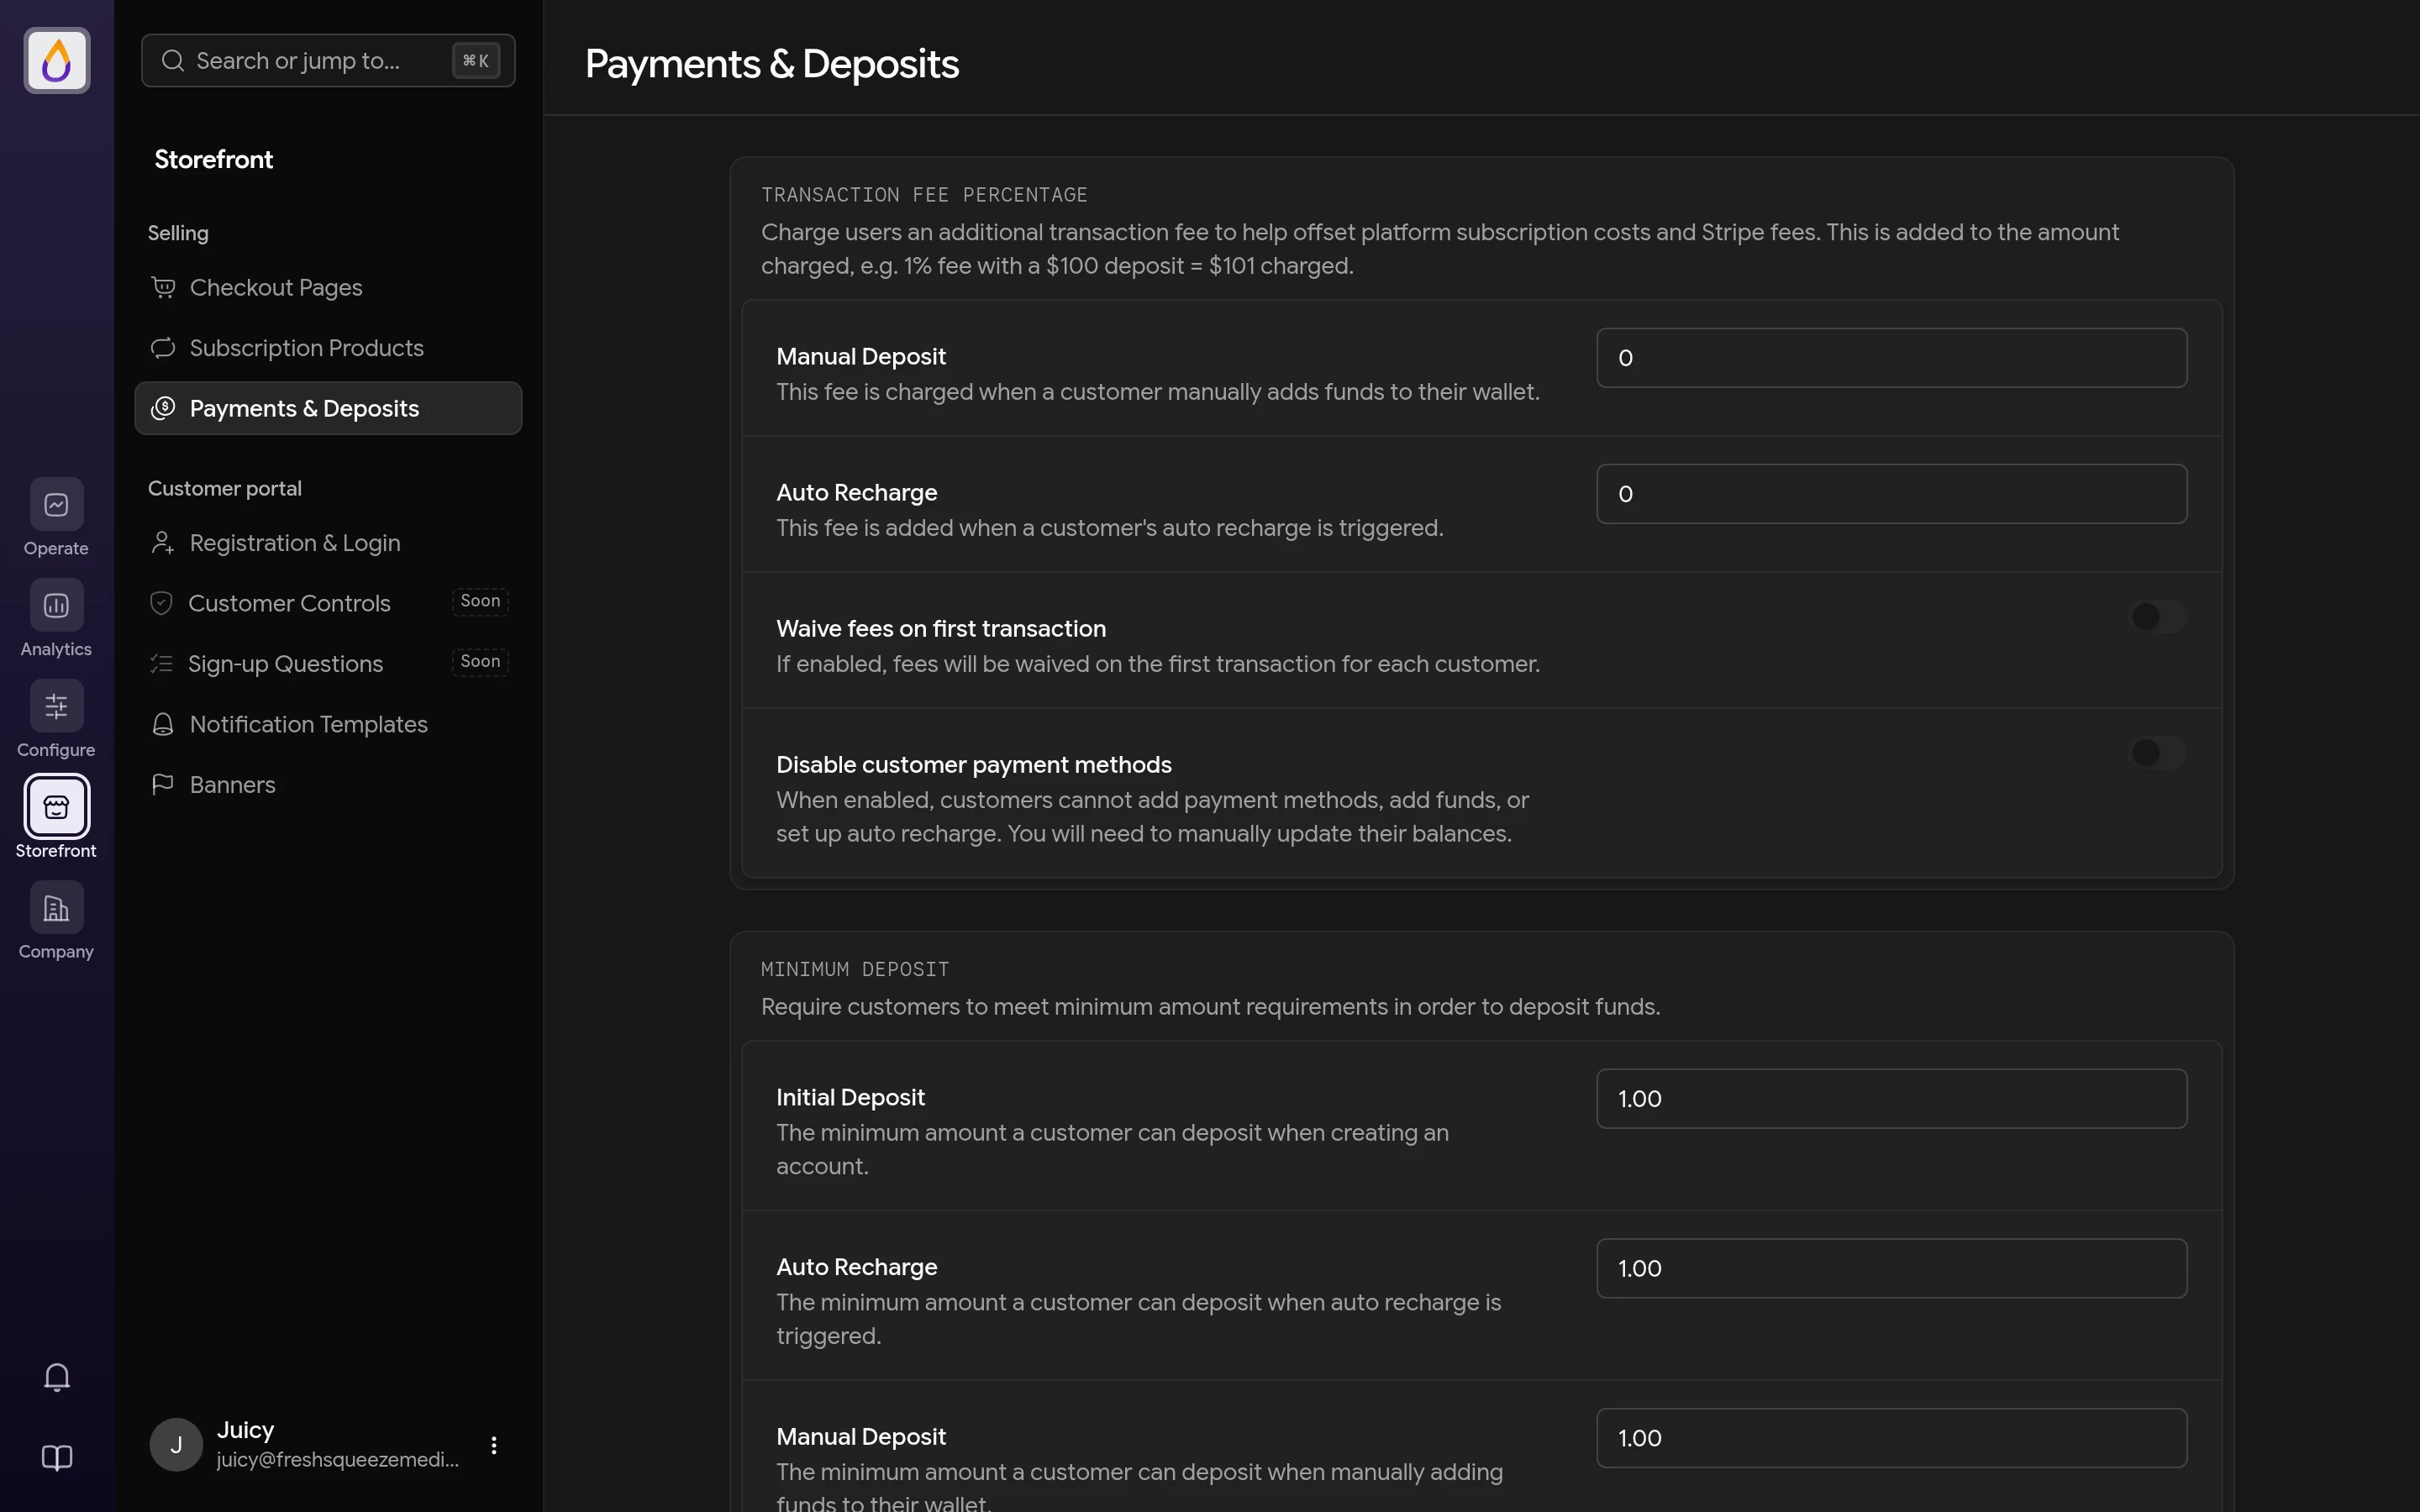 Search or jump to...
⌘K
Storefront
Selling
Checkout Pages
Subscription Products
Payments & Deposits
Customer portal
Registration & Login
Customer Controls
Soon
Sign-up Questions
Soon
Notification Templates
Banners
Operate
Analytics
Configure
Storefront
Company
J
Juicy
juicy@freshsqueezemedi...
Payments & Deposits
TRANSACTION FEE PERCENTAGE
Charge users an additional transaction fee to help offset platform subscription costs and Stripe fees. This is added to the amount
charged, e.g. 1% fee with a $100 deposit = $101 charged.
Manual Deposit
This fee is charged when a customer manually adds funds to their wallet.
0
Auto Recharge
This fee is added when a customer's auto recharge is triggered.
0
Waive fees on first transaction
If enabled, fees will be waived on the first transaction for each customer.
Disable customer payment methods
When enabled, customers cannot add payment methods, add funds, or
set up auto recharge. You will need to manually update their balances.
MINIMUM DEPOSIT
Require customers to meet minimum amount requirements in order to deposit funds.
Initial Deposit
The minimum amount a customer can deposit when creating an
account.
1.00
Auto Recharge
The minimum amount a customer can deposit when auto recharge is
triggered.
1.00
Manual Deposit
The minimum amount a customer can deposit when manually adding
funds to their wallet.
1.00